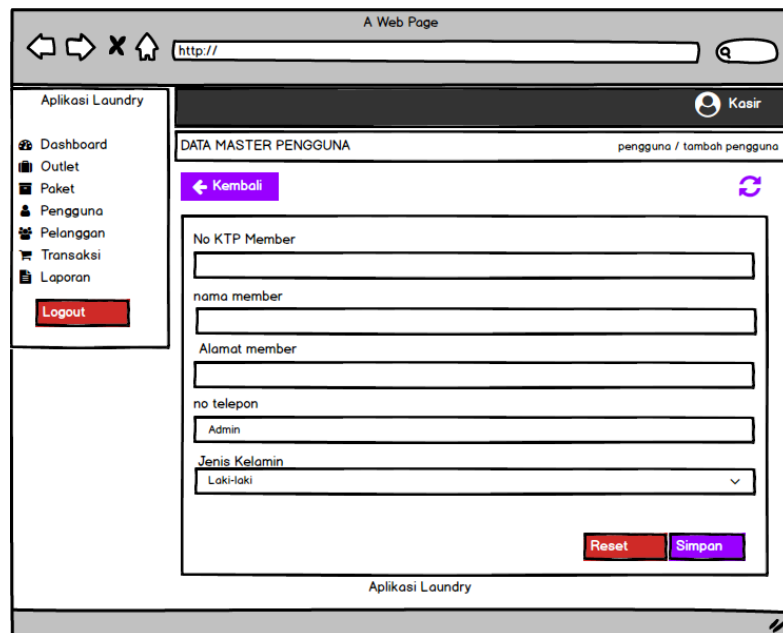 A Web Page
http://
Aplikasi Laundry
Kasir
Dashboard
Outlet
Paket
Pengguna
Pelanggan
Transaksi
Laporan
Logout
DATA MASTER PENGGUNA
pengguna / tambah pengguna
Kembali
No KTP Member
nama member
Alamat member
no telepon
Admin
Jenis Kelamin
Laki-laki
Reset
Simpan
Aplikasi Laundry